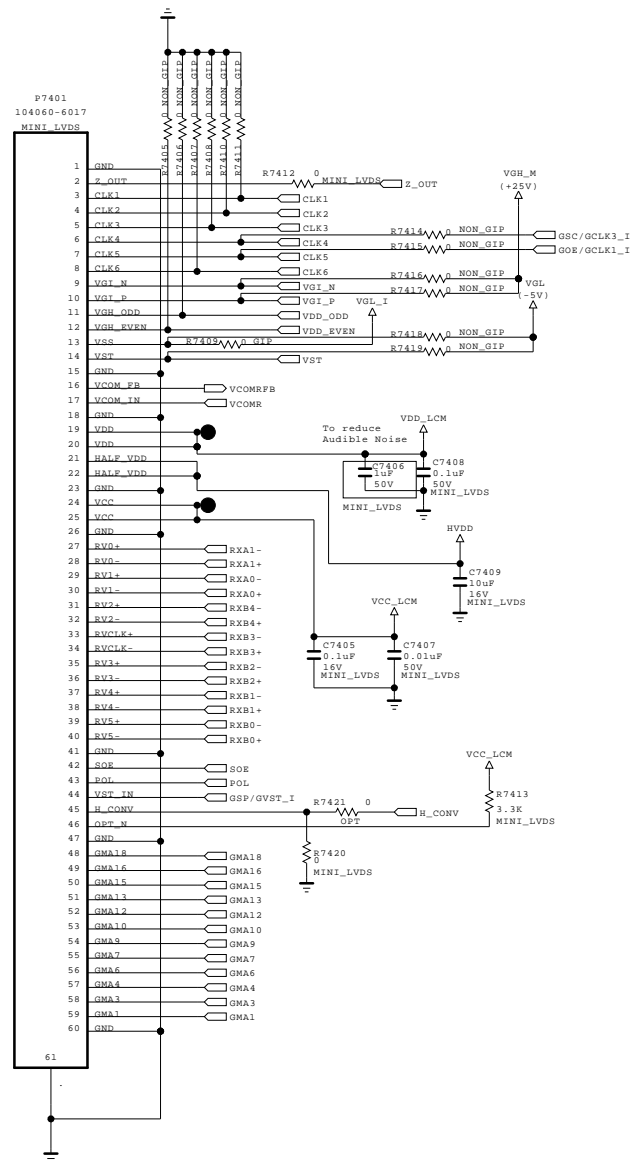 P7401
104060-6017
MINI_LVDS
R7405 0 NON_GIP
R7406 0 NON_GIP
R7407 0 NON_GIP
R7408 0 NON_GIP
R7410 0 NON_GIP
R7411 0 NON_GIP
1 GND
2 Z_OUT
R7412 0 MINI_LVDS Z_OUT
3 CLK1 CLK1
4 CLK2 CLK2
5 CLK3 CLK3
6 CLK4 CLK4
7 CLK5 CLK5
8 CLK6 CLK6
9 VGI_N VGI_N
10 VGI_P VGI_P
11 VGH_ODD VDD_ODD
12 VGH_EVEN VDD_EVEN
13 VSS
R7409 0 GIP
VGL_I
14 VST VST
VGH_M
(+25V)
R7414 0 NON_GIP GSC/GCLK3_I
R7415 0 NON_GIP GOE/GCLK1_I
R7416 0 NON_GIP
R7417 0 NON_GIP
VGL
(-5V)
R7418 0 NON_GIP
R7419 0 NON_GIP
15 GND
16 VCOM_FB VCOMRFB
17 VCOM_IN VCOMR
18 GND
19 VDD
20 VDD
21 HALF_VDD
22 HALF_VDD
23 GND
24 VCC
25 VCC
26 GND
To reduce
Audible Noise
VDD_LCM
C7406
1uF
50V
MINI_LVDS
C7408
0.1uF
50V
MINI_LVDS
HVDD
C7409
10uF
16V
MINI_LVDS
27 RV0+ RXA1-
28 RV0- RXA1+
29 RV1+ RXA0-
30 RV1- RXA0+
31 RV2+ RXB4-
32 RV2- RXB4+
33 RVCLK+ RXB3-
34 RVCLK- RXB3+
35 RV3+ RXB2-
36 RV3- RXB2+
37 RV4+ RXB1-
38 RV4- RXB1+
39 RV5+ RXB0-
40 RV5- RXB0+
VCC_LCM
C7405
0.1uF
16V
MINI_LVDS
C7407
0.01uF
50V
MINI_LVDS
41 GND
42 SOE SOE
43 POL POL
44 VST_IN GSP/GVST_I
45 H_CONV
R7421 0
OPT
H_CONV
46 OPT_N
VCC_LCM
R7413
3.3K
MINI_LVDS
47 GND
R7420
0
MINI_LVDS
48 GMA18 GMA18
49 GMA16 GMA16
50 GMA15 GMA15
51 GMA13 GMA13
52 GMA12 GMA12
53 GMA10 GMA10
54 GMA9 GMA9
55 GMA7 GMA7
56 GMA6 GMA6
57 GMA4 GMA4
58 GMA3 GMA3
59 GMA1 GMA1
60 GND
61
.